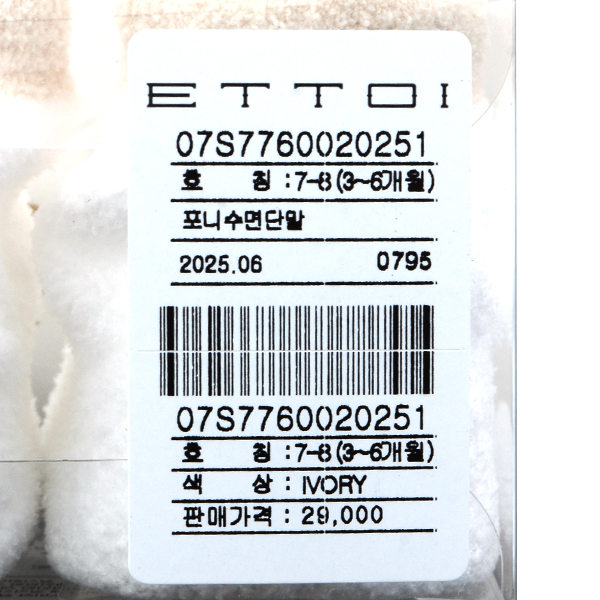 ETTOI
07S7760020251
호 칭 : 7-8(3~6개월)
포니수면단말
2025.06 0795
07S7760020251
호 칭 : 7-8(3~6개월)
색 상 : IVORY
판매가격 : 29,000